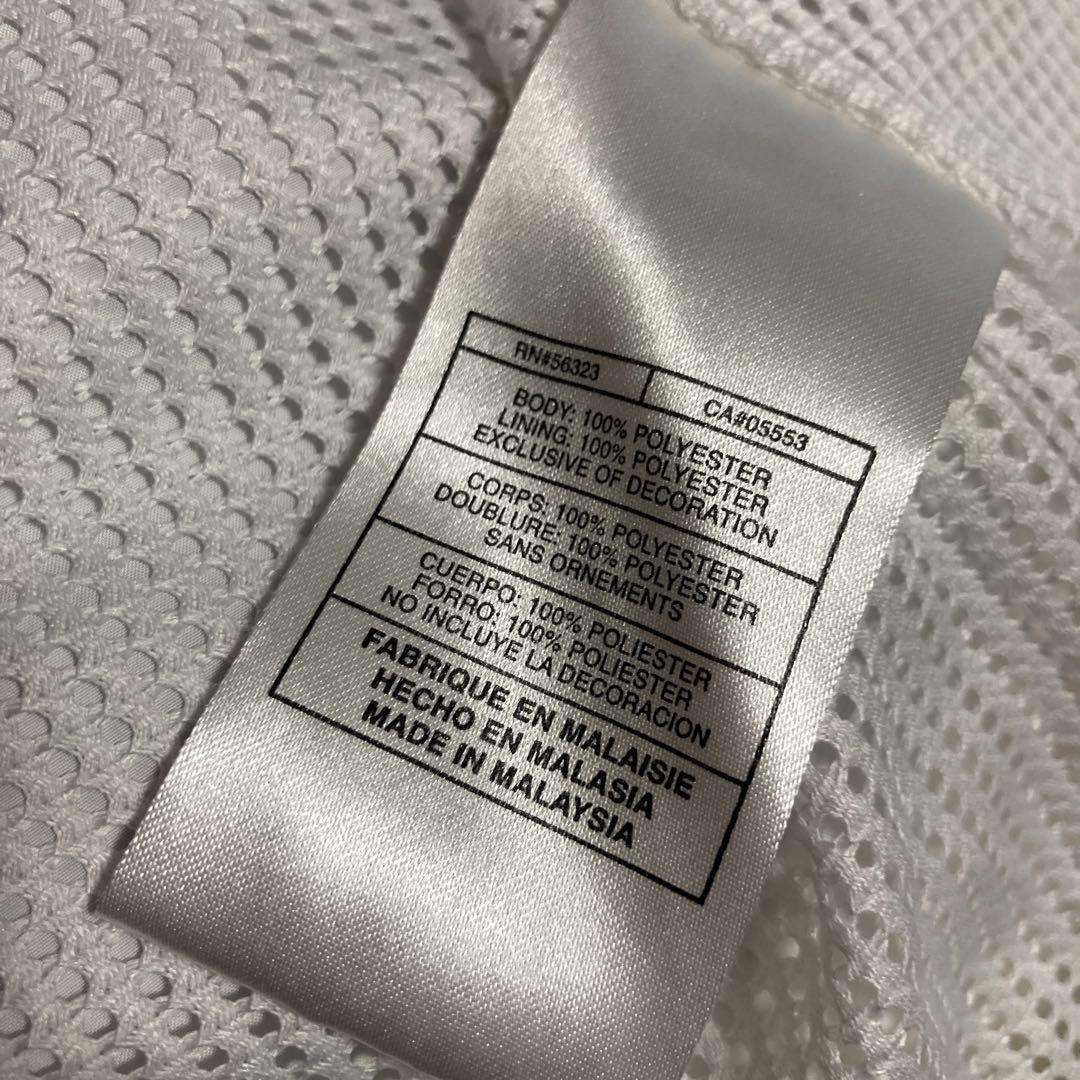 RN#56323 CA#05553
BODY: 100% POLYESTER
LINING: 100% POLYESTER
EXCLUSIVE OF DECORATION
CORPS: 100% POLYESTER
DOUBLURE: 100% POLYESTER
SANS ORNEMENTS
CUERPO: 100% POLIESTER
FORRO: 100% POLIESTER
NO INCLUYE LA DECORACION
FABRIQUE EN MALAISIE
HECHO EN MALASIA
MADE IN MALAYSIA